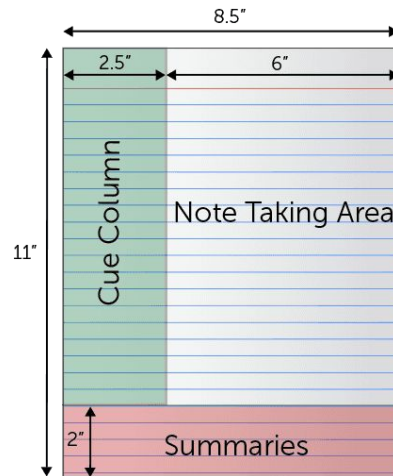 8.5″
2.5″
6″
11″
Cue Column
Note Taking Area
2″
Summaries